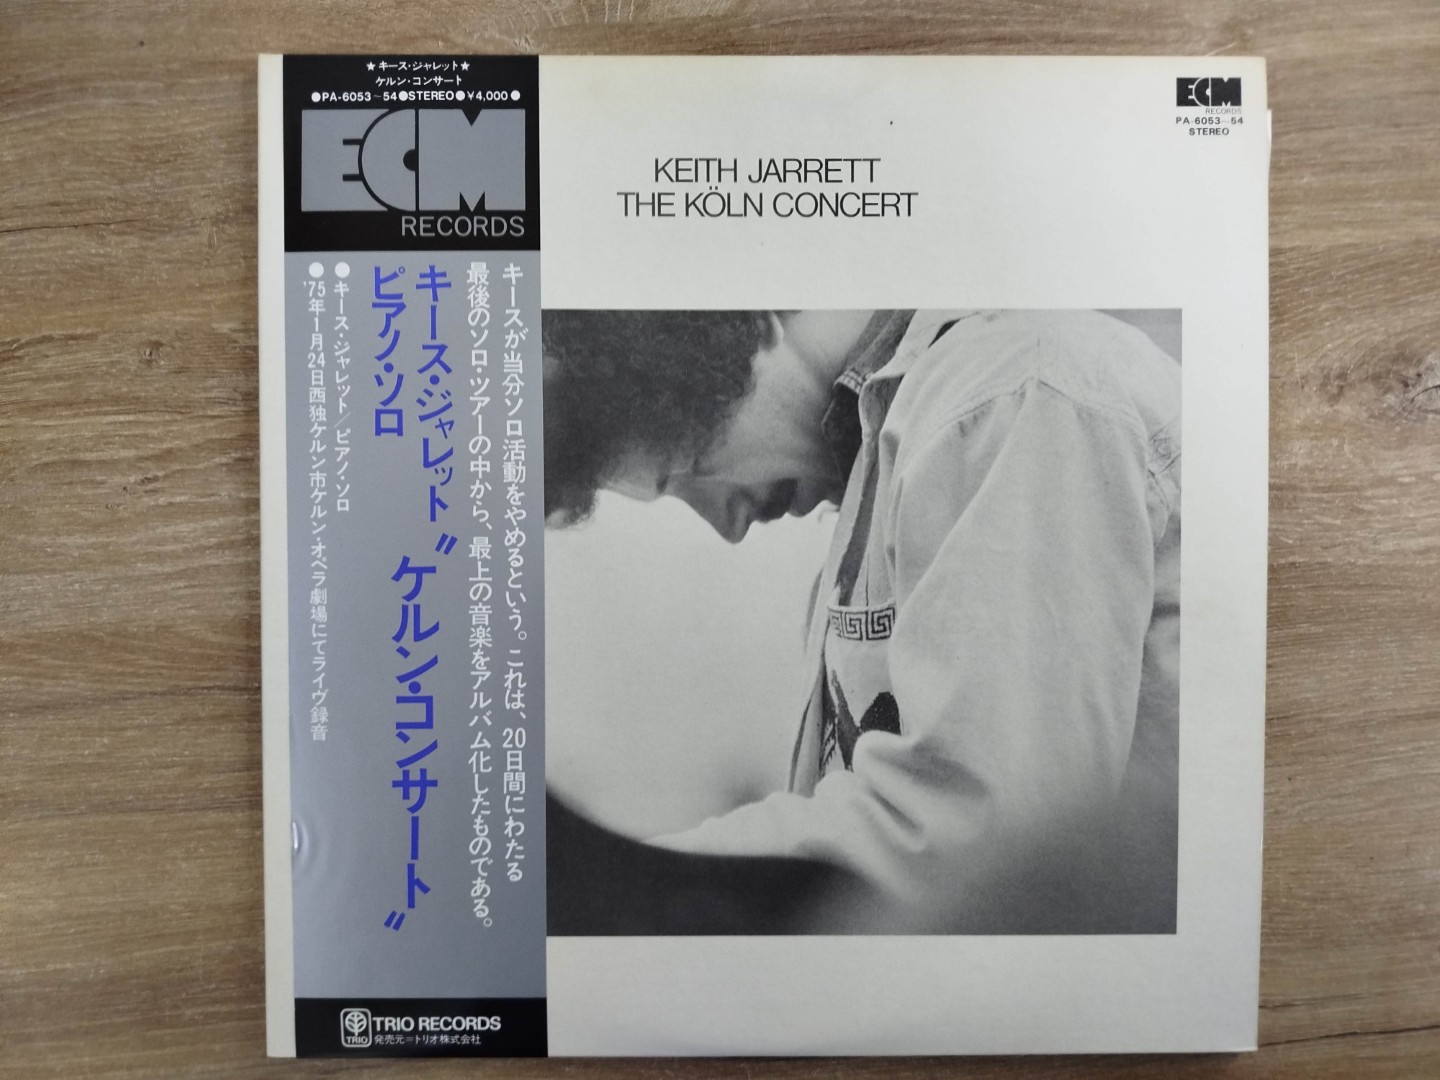 ★キース・ジャレット★
ケルン・コンサート
●PA-6053~54●STEREO●¥4,000●
ECM
RECORDS
キースが当分ソロ活動をやめるという。これは、20日間にわたる
最後のソロ・ツアーの中から、最上の音楽をアルバム化したものである。
キース・ジャレット〝ケルン・コンサート〟
ピアノ・ソロ
●キース・ジャレット/ピアノ・ソロ
●'75年1月24日西独ケルン市ケルン・オペラ劇場にてライヴ録音
TRIO
TRIO RECORDS
発売元=トリオ株式会社
KEITH JARRETT
THE KÖLN CONCERT
ECM
RECORDS
PA-6053~54
STEREO